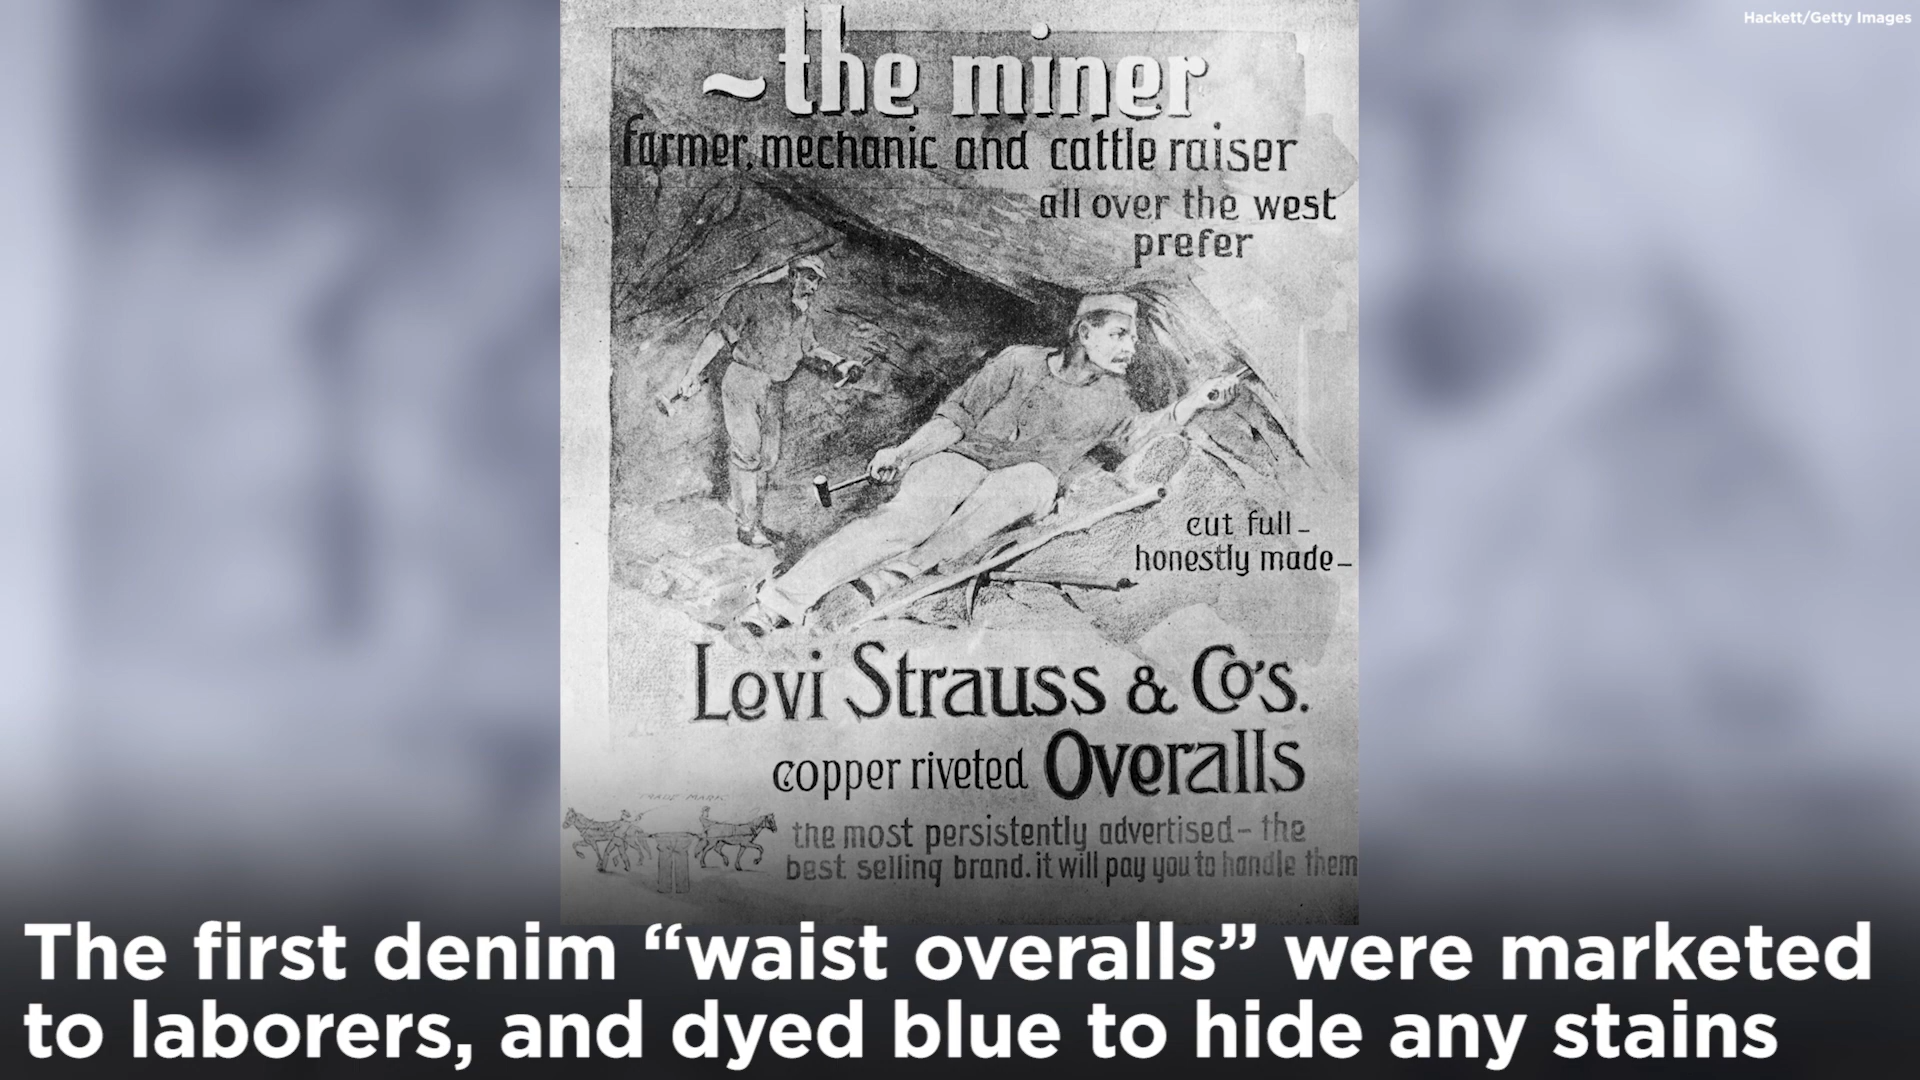 Hackett/Getty Images
~the miner
farmer, mechanic and cattle raiser
all over the west
prefer
cut full-
honestly made-
Levi Strauss & Co's.
copper riveted Overalls
TRADE MARK
the most persistently advertised - the
best selling brand. it will pay you to handle them
The first denim “waist overalls” were marketed
to laborers, and dyed blue to hide any stains